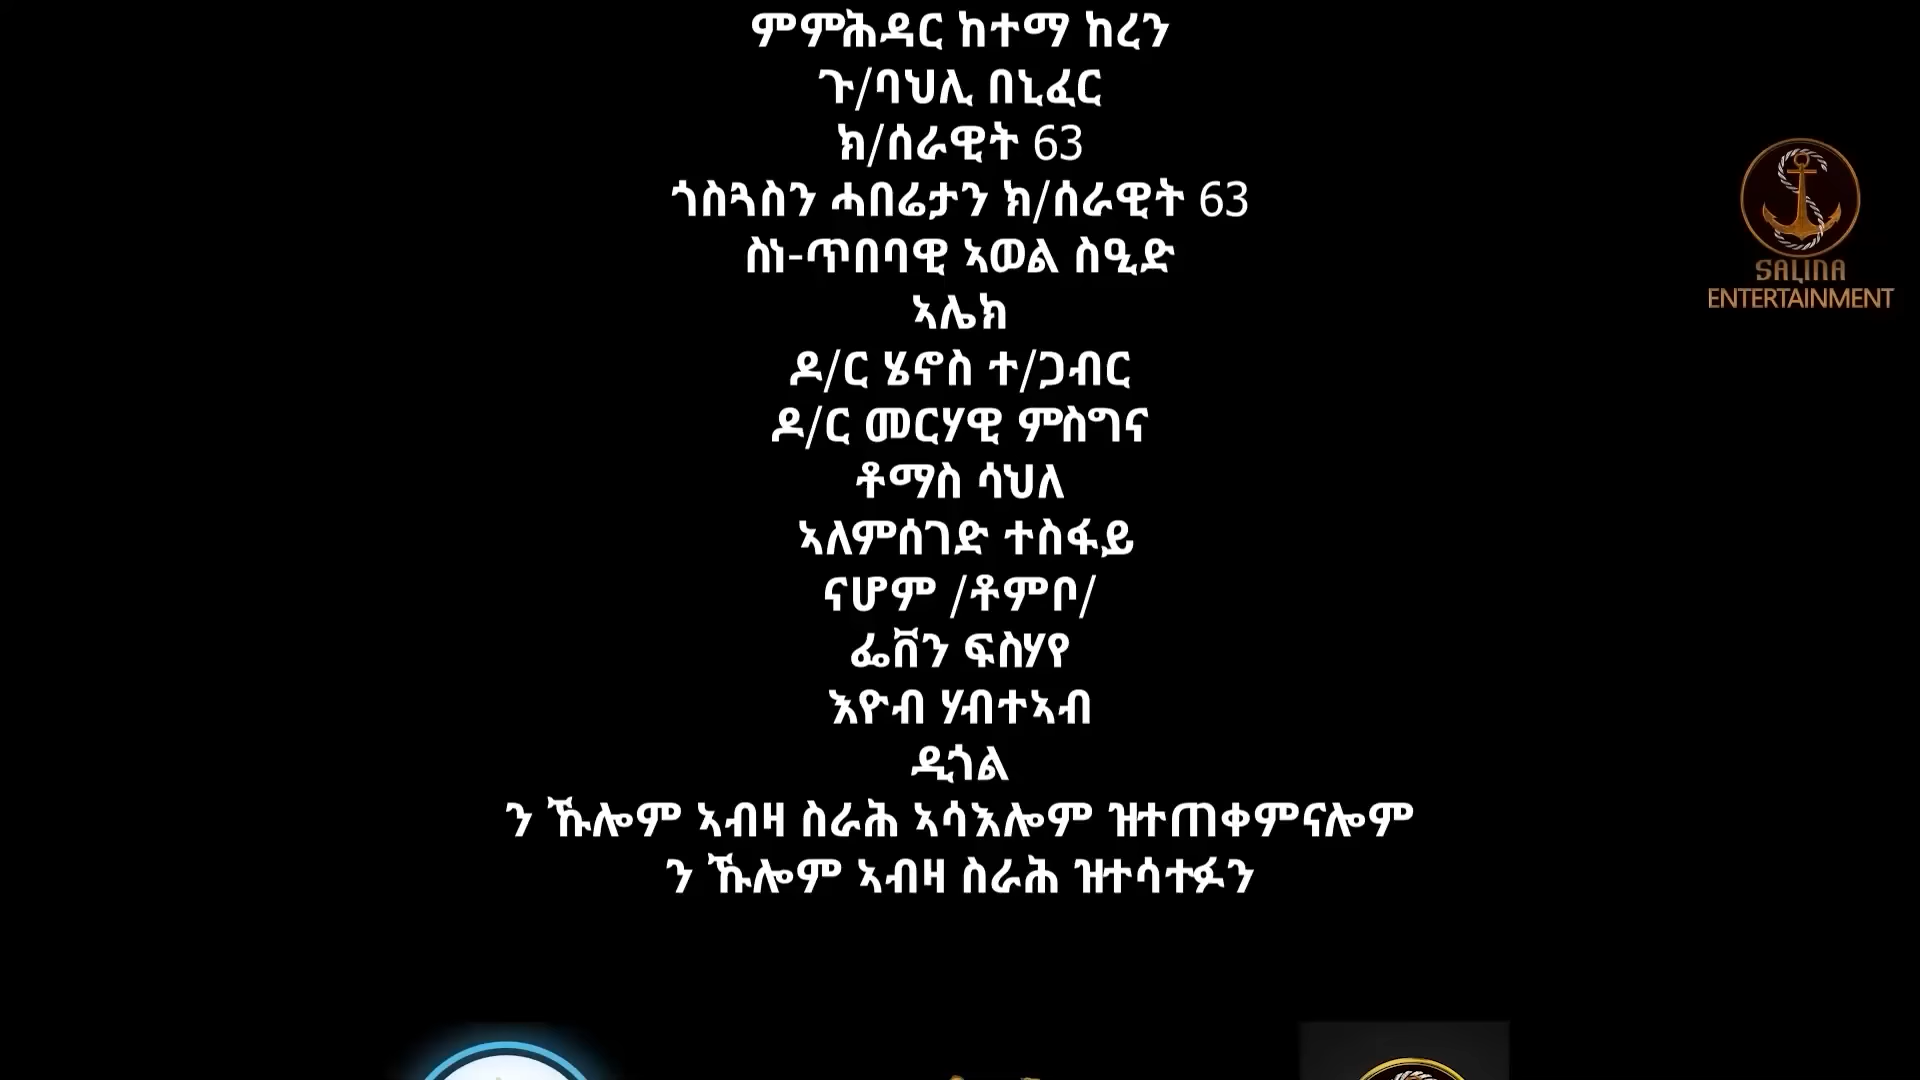 ምምሕዳር ከተማ ከረን
ጉ/ባህሊ በኒፈር
ክ/ሰራዊት 63
ጎስጓስን ሓበሬታን ክ/ሰራዊት 63
ስነ-ጥበባዊ ኣወል ስዒድ
ኣሌክ
ዶ/ር ሄኖስ ተ/ጋብር
ዶ/ር መርሃዊ ምስግና
ቶማስ ሳህለ
ኣለምሰገድ ተስፋይ
ናሆም /ቶምቦ/
ፌቨን ፍስሃየ
እዮብ ሃብተኣብ
ዲጎል
ን ኹሎም ኣብዛ ስራሕ ኣሳእሎም ዝተጠቀምናሎም
ን ኹሎም ኣብዛ ስራሕ ዝተሳተፉን
SALINA
ENTERTAINMENT